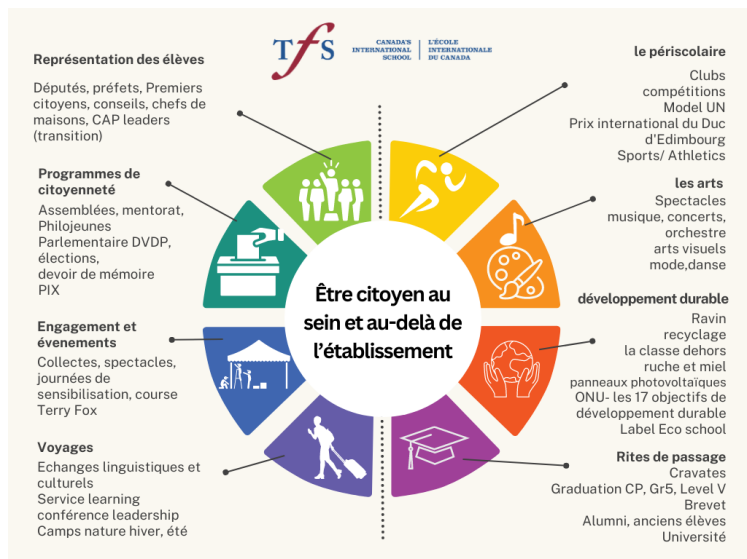 TfS
CANADA'S
INTERNATIONAL
SCHOOL
L'ÉCOLE
INTERNATIONALE
DU CANADA
Représentation des élèves
Députés, préfets, Premiers
citoyens, conseils, chefs de
maisons, CAP leaders
(transition)
Programmes de
citoyenneté
Assemblées, mentorat,
Philojeunes
Parlementaire DVDP,
élections,
devoir de mémoire
PIX
Engagement et
évenements
Collectes, spectacles,
journées de
sensibilisation, course
Terry Fox
Voyages
Echanges linguistiques et
culturels
Service learning
conférence leadership
Camps nature hiver, été
Être citoyen au
sein et au-delà de
l'établissement
le périscolaire
Clubs
compétitions
Model UN
Prix international du Duc
d'Edimbourg
Sports/ Athletics
les arts
Spectacles
musique, concerts,
orchestre
arts visuels
mode,danse
développement durable
Ravin
recyclage
la classe dehors
ruche et miel
panneaux photovoltaïques
ONU- les 17 objectifs de
développement durable
Label Eco school
Rites de passage
Cravates
Graduation CP, Gr5, Level V
Brevet
Alumni, anciens élèves
Université